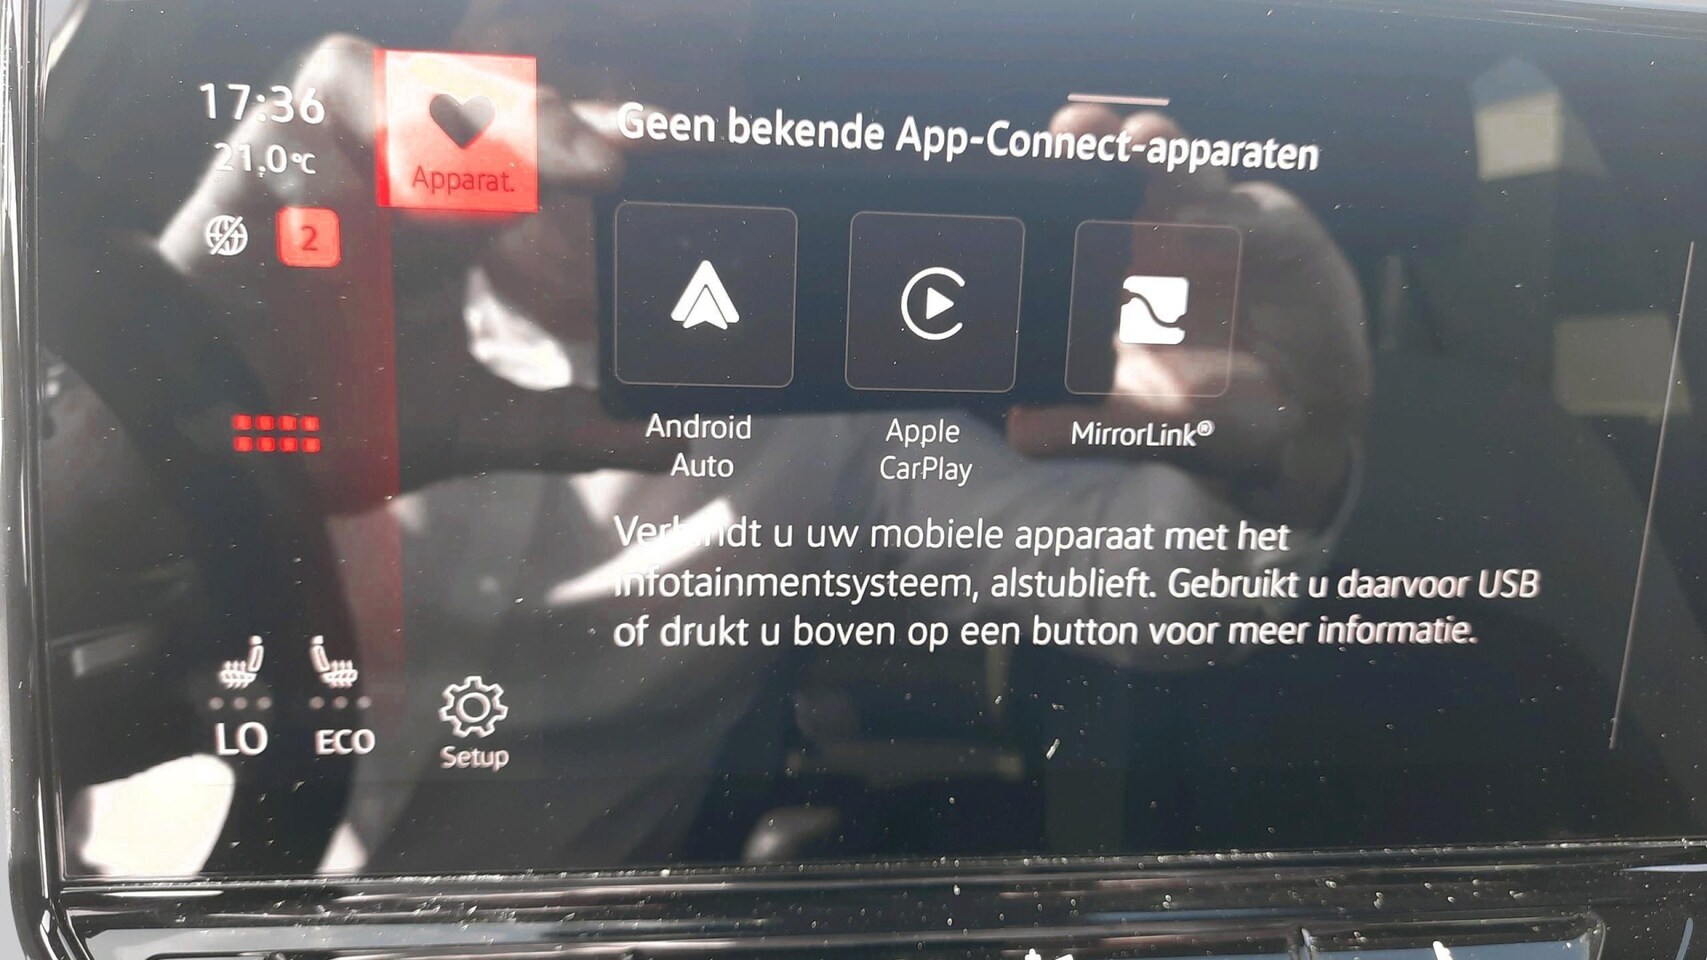 17:36
21,0°C
2
Apparat.
Geen bekende App-Connect-apparaten
Android
Auto
Apple
CarPlay
MirrorLink®
u uw mobiele apparaat met het
infotainmentsysteem, alstublieft. Gebruikt u daarvoor USB
of drukt u boven op een button voor meer informatie.
LO
ECO
Setup